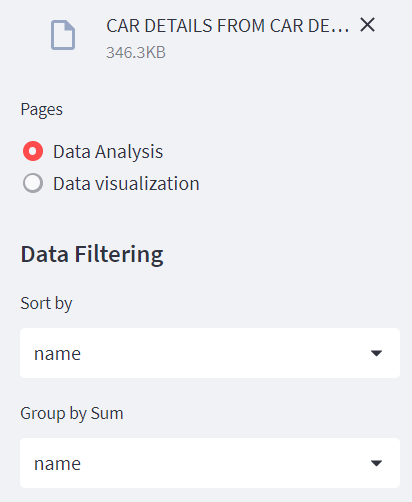 CAR DETAILS FROM CAR DE...
346.3KB
Pages
Data Analysis
Data visualization
Data Filtering
Sort by
name
Group by Sum
name